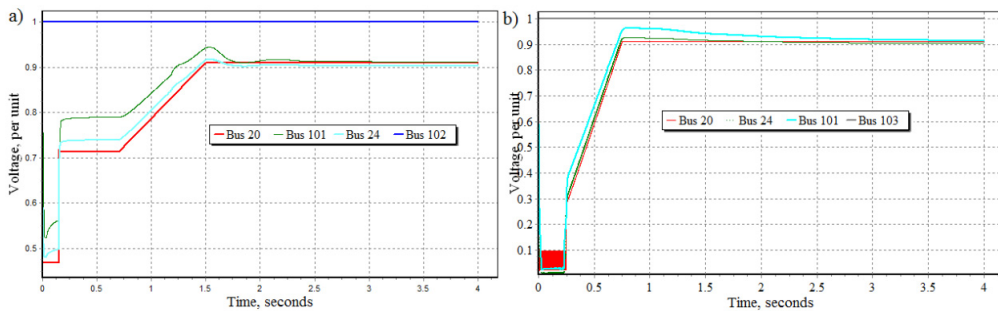 a)
1
0.9
0.8
0.7
0.6
0.5
Voltage, per unit
Bus 20 Bus 101 Bus 24 Bus 102
0 0.5 1 1.5 2 2.5 3 3.5 4
Time, seconds
b)
1
0.9
0.8
0.7
0.6
0.5
0.4
0.3
0.2
0.1
Voltage, per unit
Bus 20 Bus 24 Bus 101 Bus 103
0 0.5 1 1.5 2 2.5 3 3.5 4
Time, seconds